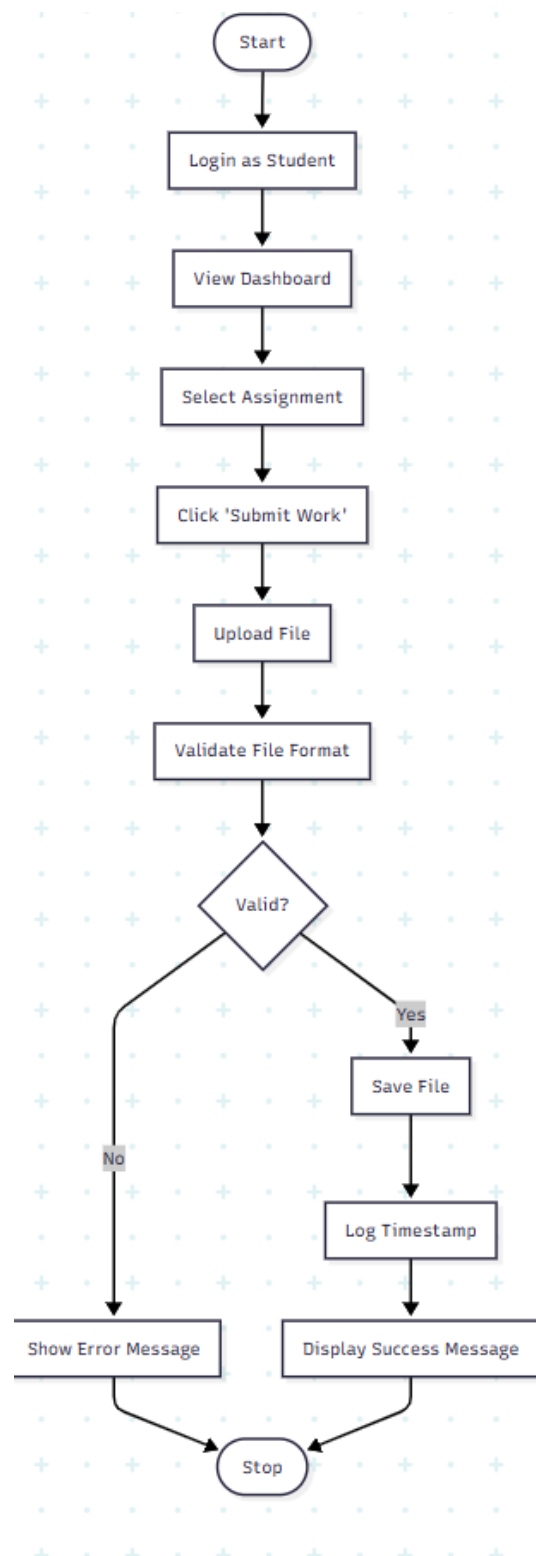 Start
Login as Student
View Dashboard
Select Assignment
Click 'Submit Work'
Upload File
Validate File Format
Valid?
Yes
Save File
No
Log Timestamp
Show Error Message
Display Success Message
Stop